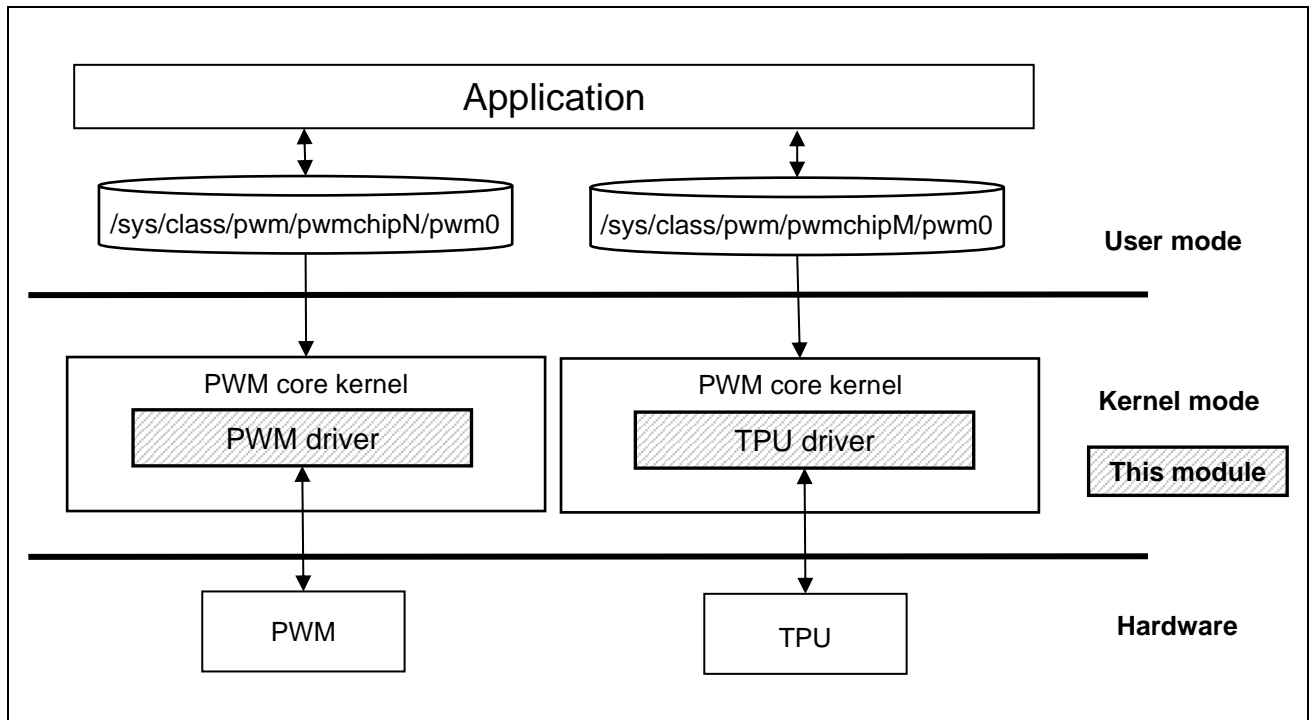 Application
/sys/class/pwm/pwmchipN/pwm0
/sys/class/pwm/pwmchipM/pwm0
User mode
PWM core kernel
PWM core kernel
Kernel mode
PWM driver
TPU driver
This module
PWM
TPU
Hardware